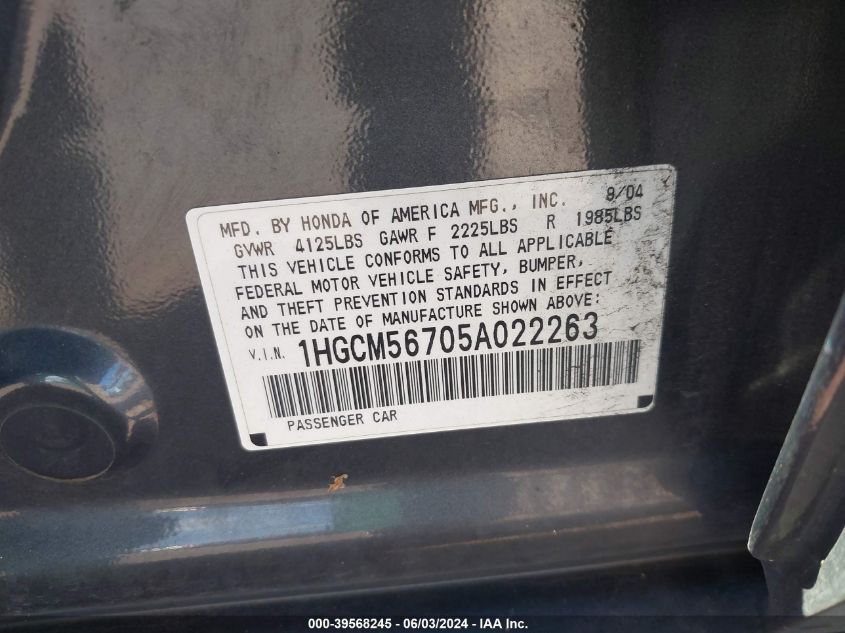 MFD. BY HONDA OF AMERICA MFG., INC. 8/04
GVWR 4125LBS GAWR F 2225LBS R 1985LBS
THIS VEHICLE CONFORMS TO ALL APPLICABLE
FEDERAL MOTOR VEHICLE SAFETY, BUMPER,
AND THEFT PREVENTION STANDARDS IN EFFECT
ON THE DATE OF MANUFACTURE SHOWN ABOVE:
V.I.N. 1HGCM56705A022263
PASSENGER CAR
000-39568245 - 06/03/2024 - IAA Inc.